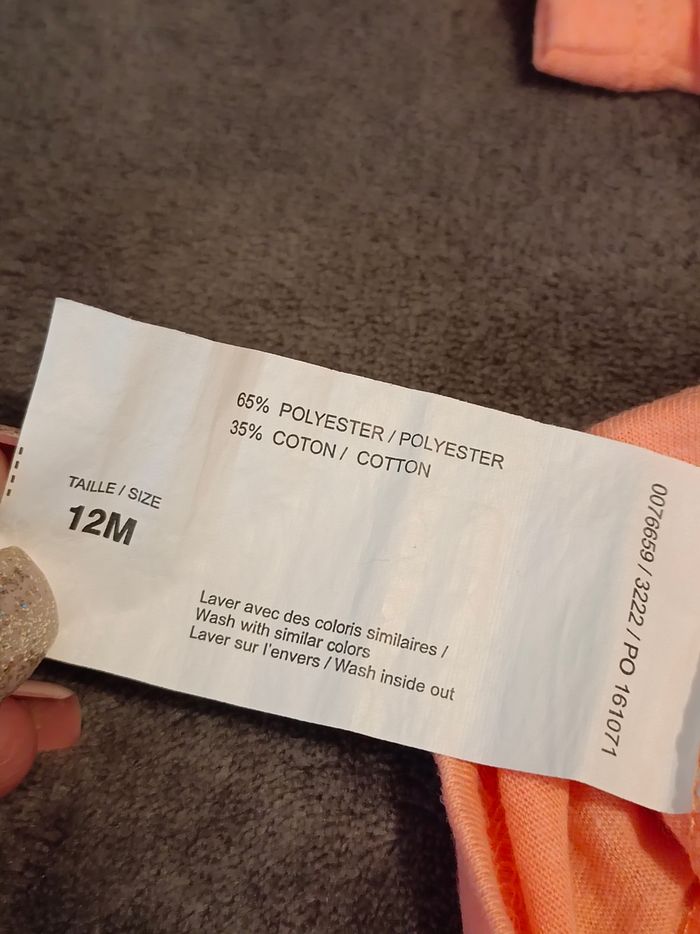 65% POLYESTER / POLYESTER
35% COTON / COTTON
TAILLE / SIZE
12M
Laver avec des coloris similaires /
Wash with similar colors
Laver sur l'envers / Wash inside out
0076659 / 3222 / PO 161071